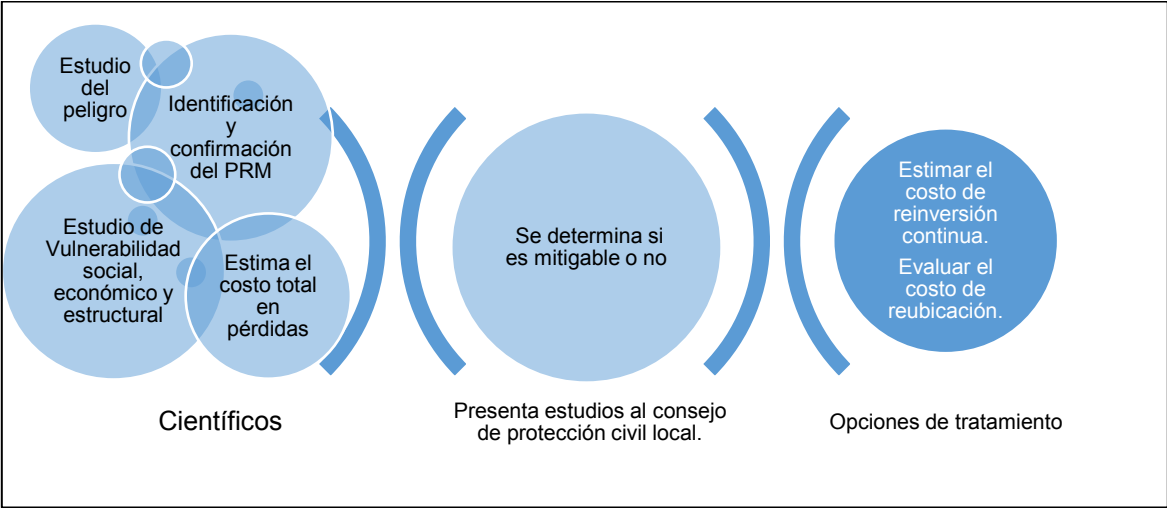 Estudio
del
peligro
Identificación
y
confirmación
del PRM
Estudio de
Vulnerabilidad
social,
económico y
estructural
Estima el
costo total
en
pérdidas
Científicos
Se determina si
es mitigable o no
Presenta estudios al consejo
de protección civil local.
Estimar el
costo de
reinversión
continua.
Evaluar el
costo de
reubicación.
Opciones de tratamiento